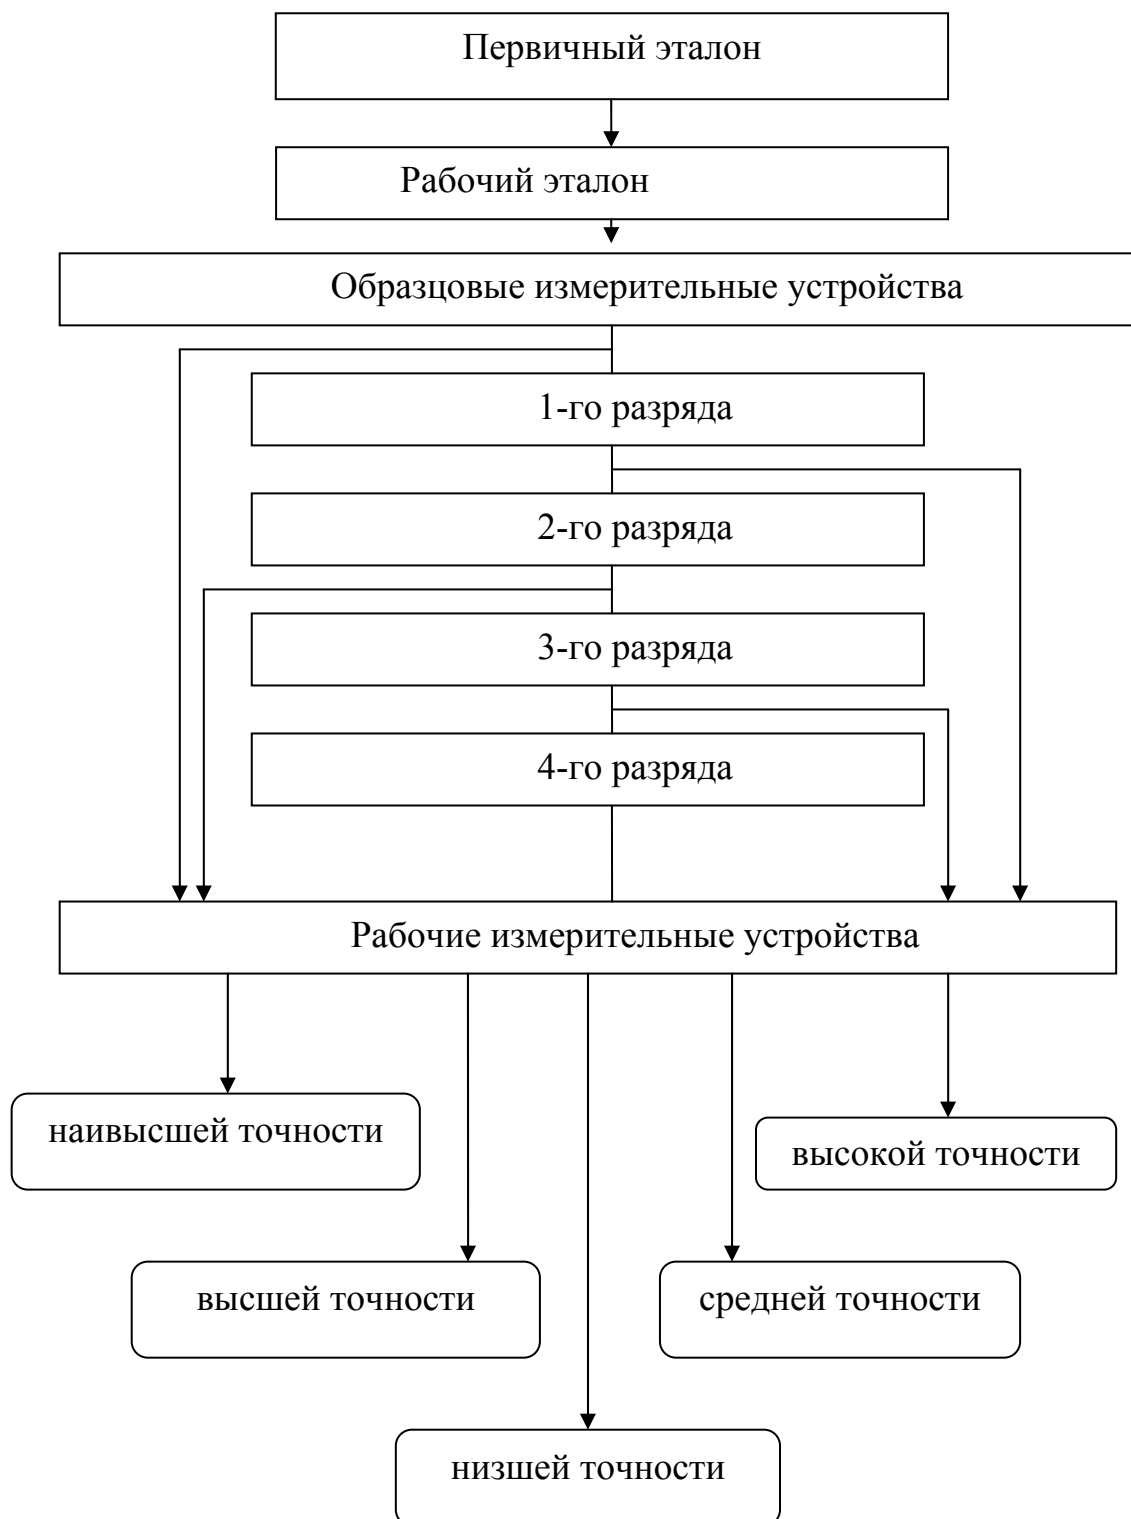 Первичный эталон
Рабочий эталон
Образцовые измерительные устройства
1-го разряда
2-го разряда
3-го разряда
4-го разряда
Рабочие измерительные устройства
наивысшей точности
высокой точности
высшей точности
средней точности
низшей точности